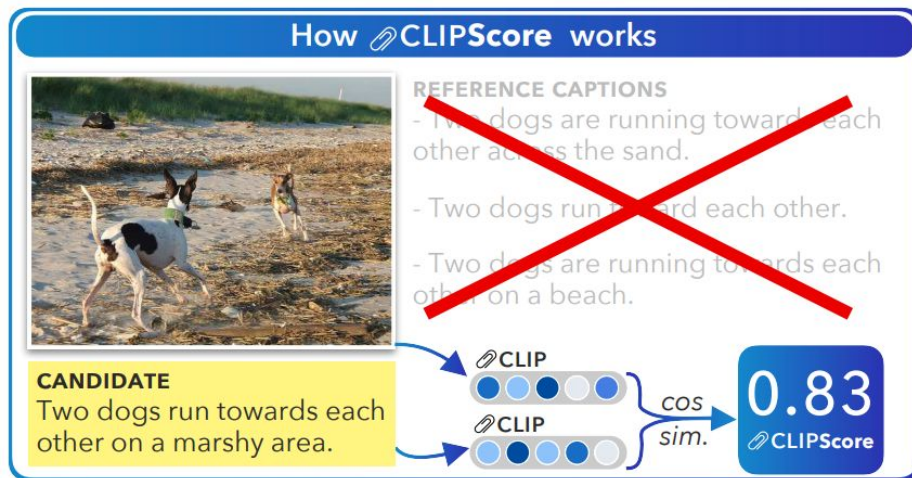 How CLIPScore works
REFERENCE CAPTIONS
- Two dogs are running towards each
other across the sand.
- Two dogs run toward each other.
- Two dogs are running towards each
other on a beach.
CANDIDATE
Two dogs run towards each
other on a marshy area.
CLIP
CLIP
cos
sim.
0.83
CLIPScore